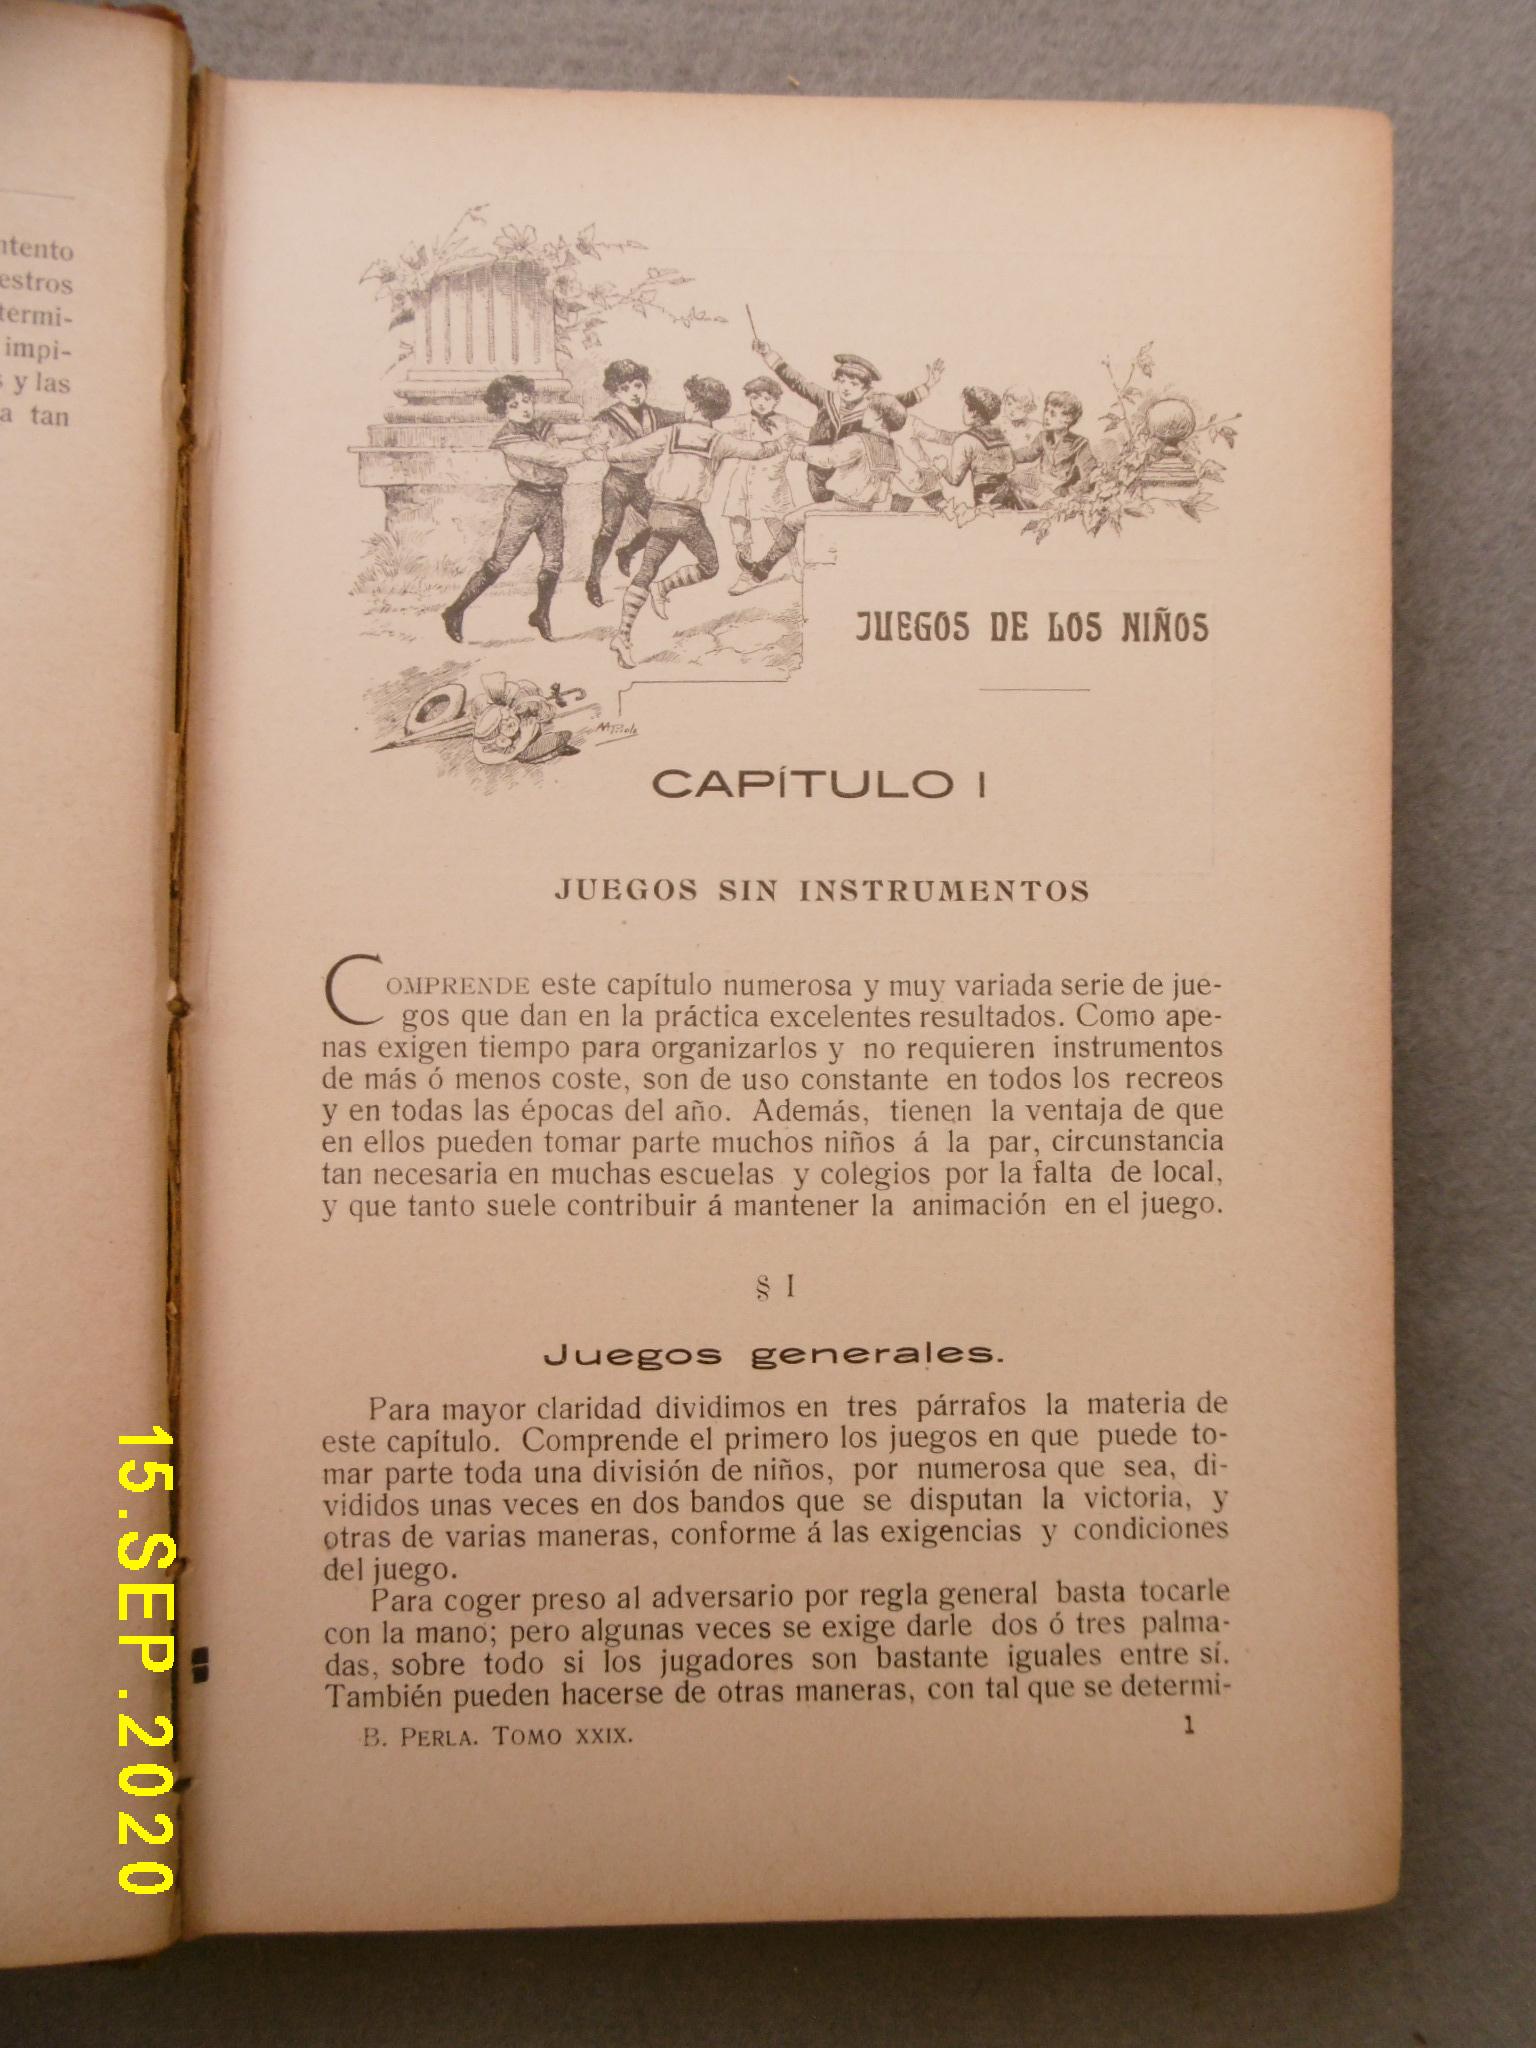 ntento
estros
termi-
impi-
s y las
a tan
JUEGOS DE LOS NIÑOS
CAPÍTULO I
JUEGOS SIN INSTRUMENTOS
COMPRENDE este capítulo numerosa y muy variada serie de jue-
gos que dan en la práctica excelentes resultados. Como ape-
nas exigen tiempo para organizarlos y no requieren instrumentos
de más ó menos coste, son de uso constante en todos los recreos
y en todas las épocas del año. Además, tienen la ventaja de que
en ellos pueden tomar parte muchos niños á la par, circunstancia
tan necesaria en muchas escuelas y colegios por la falta de local,
y que tanto suele contribuir á mantener la animación en el juego.
§ I
Juegos generales.
Para mayor claridad dividimos en tres párrafos la materia de
este capítulo. Comprende el primero los juegos en que puede to-
mar parte toda una división de niños, por numerosa que sea, di-
vididos unas veces en dos bandos que se disputan la victoria, y
otras de varias maneras, conforme á las exigencias y condiciones
del juego.
Para coger preso al adversario por regla general basta tocarle
con la mano; pero algunas veces se exige darle dos ó tres palma-
das, sobre todo si los jugadores son bastante iguales entre sí.
También pueden hacerse de otras maneras, con tal que se determi-
B. PERLA. TOMO XXIX.
1
15.SEP.2020